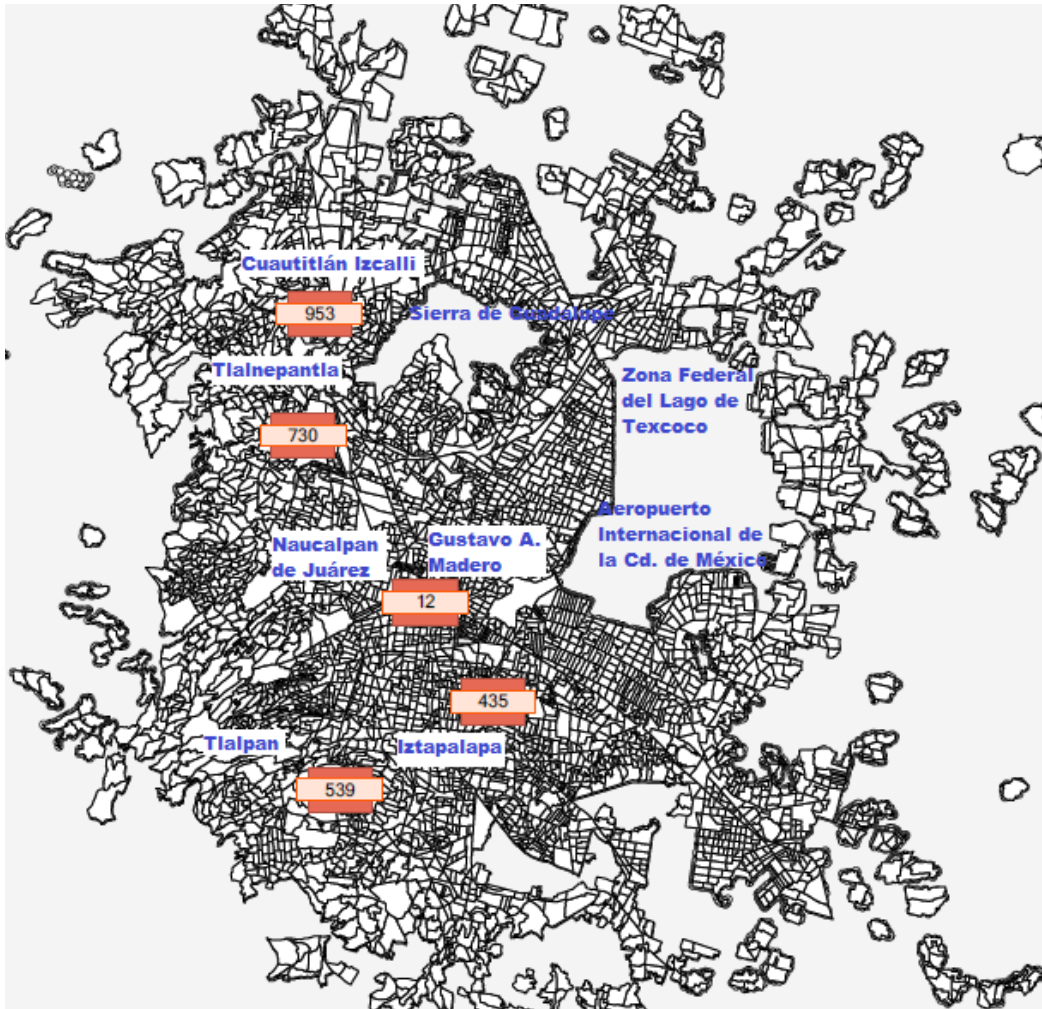 Cuautitlán Izcalli
953
Sierra de Guadalupe
Tlalnepantla
Zona Federal
del Lago de
Texcoco
730
Aeropuerto
Internacional de
la Cd. de México
Naucalpan
de Juárez
Gustavo A.
Madero
12
435
Tlalpan
Iztapalapa
539